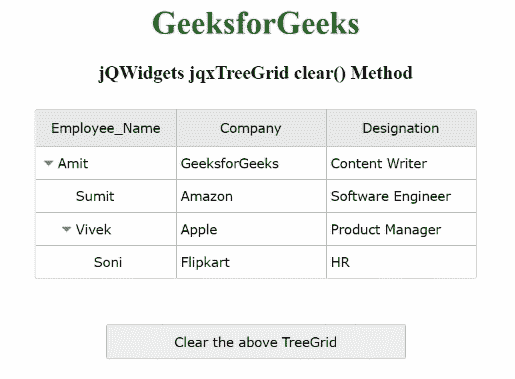 GeeksforGeeks
jQWidgets jqxTreeGrid clear() Method
Employee_Name Company Designation
Amit GeeksforGeeks Content Writer
Sumit Amazon Software Engineer
Vivek Apple Product Manager
Soni Flipkart HR
Clear the above TreeGrid